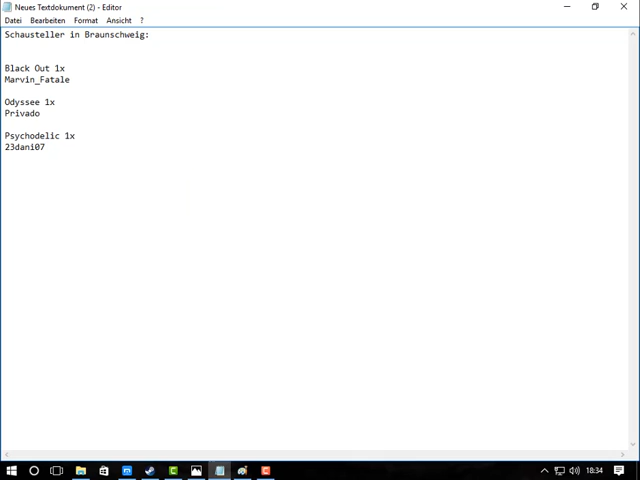 Neues Textdokument (2) - Editor
Datei Bearbeiten Format Ansicht ?
Schausteller in Braunschweig:
Black Out 1x
Marvin_Fatale
Odyssee 1x
Privado
Psychodelic 1x
23dani07
18:34